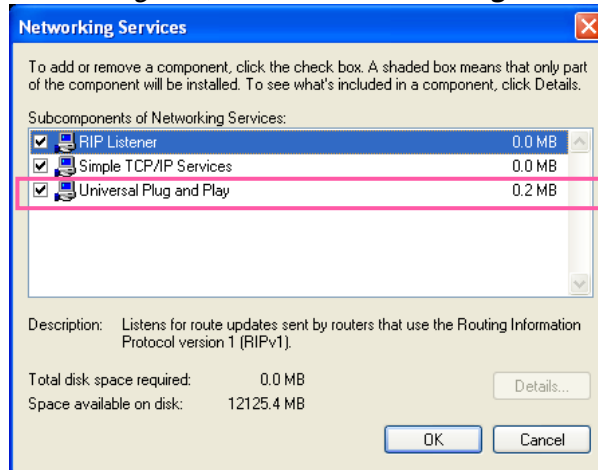 Networking Services
To add or remove a component, click the check box. A shaded box means that only part
of the component will be installed. To see what's included in a component, click Details.
Subcomponents of Networking Services:
RIP Listener 0.0 MB
Simple TCP/IP Services 0.0 MB
Universal Plug and Play 0.2 MB
Description: Listens for route updates sent by routers that use the Routing Information
Protocol version 1 (RIPv1).
Total disk space required: 0.0 MB
Details...
Space available on disk: 12125.4 MB
OK Cancel